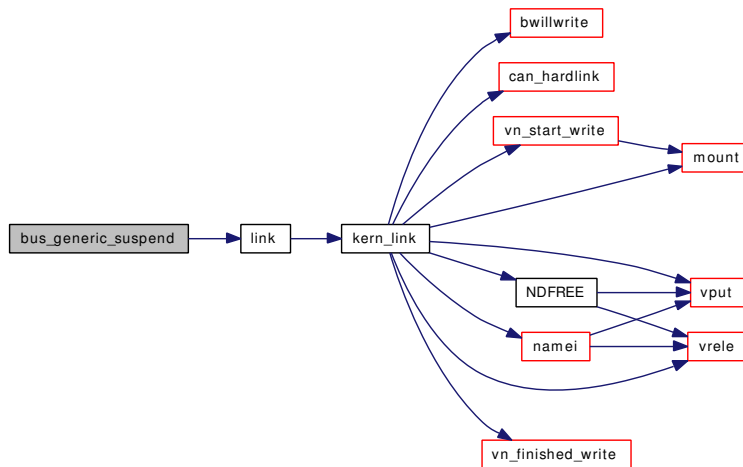 bwillwrite
can_hardlink
vn_start_write
mount
bus_generic_suspend
link
kern_link
NDFREE
vput
namei
vrele
vn_finished_write